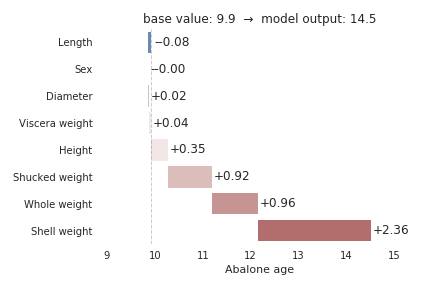 base value: 9.9 → model output: 14.5
Length −0.08
Sex −0.00
Diameter +0.02
Viscera weight +0.04
Height +0.35
Shucked weight +0.92
Whole weight +0.96
Shell weight +2.36
9 10 11 12 13 14 15
Abalone age